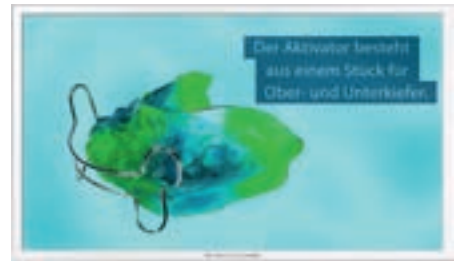 Der Aktivator besteht
aus einem Stück für
Ober- und Unterkiefer.